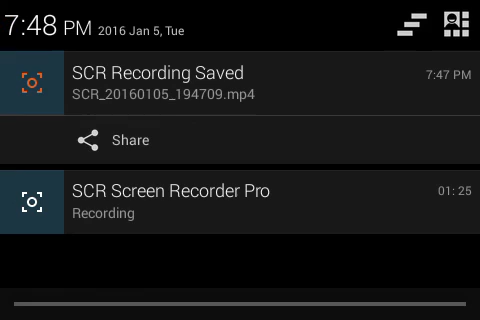 7:48 PM 2016 Jan 5, Tue
SCR Recording Saved 7:47 PM
SCR_20160105_194709.mp4
Share
SCR Screen Recorder Pro 01: 25
Recording